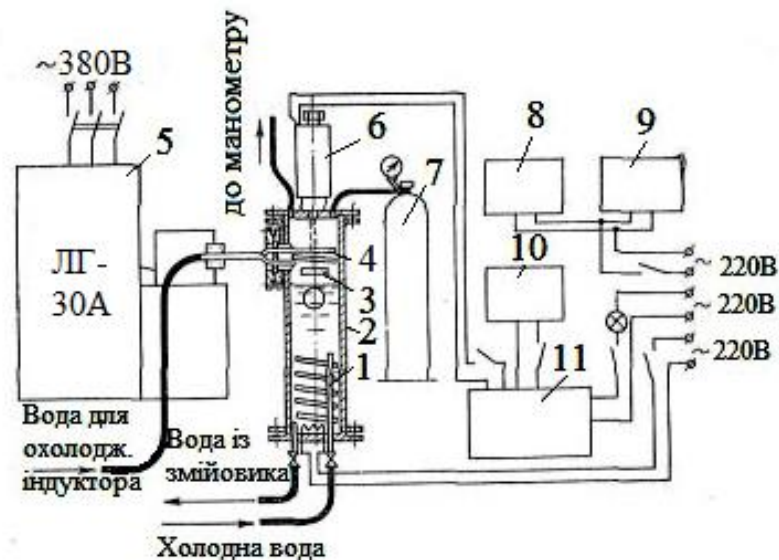 ~380В
5
ЛГ-
30А
до манометру
6
7
8
9
10
11
4
3
2
1
~ 220В
~ 220В
~ 220В
Вода для
охолодж.
індуктора
Вода із
змійовика
Холодна вода